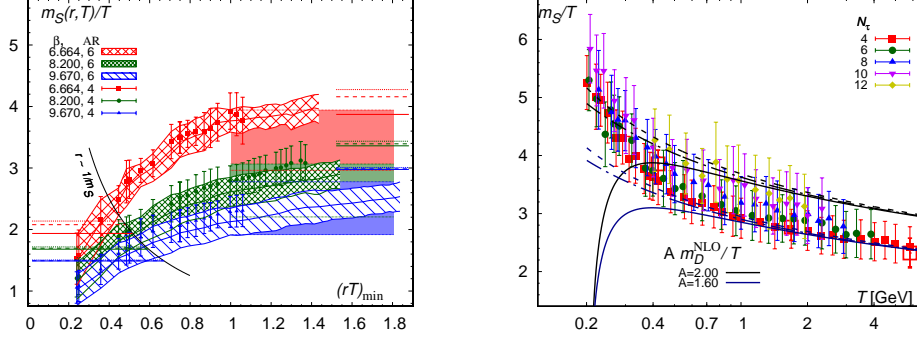 m_S(r,T)/T
β, AR
6.664, 6
8.200, 6
9.670, 6
6.664, 4
8.200, 4
9.670, 4
r ~ 1/m_S
(rT)_min
5
4
3
2
1
0 0.2 0.4 0.6 0.8 1 1.2 1.4 1.6 1.8
m_S/T
N_τ
4
6
8
10
12
A m_D^NLO/T
A=2.00
A=1.60
T [GeV]
6
5
4
3
2
0.2 0.4 0.7 1 2 4